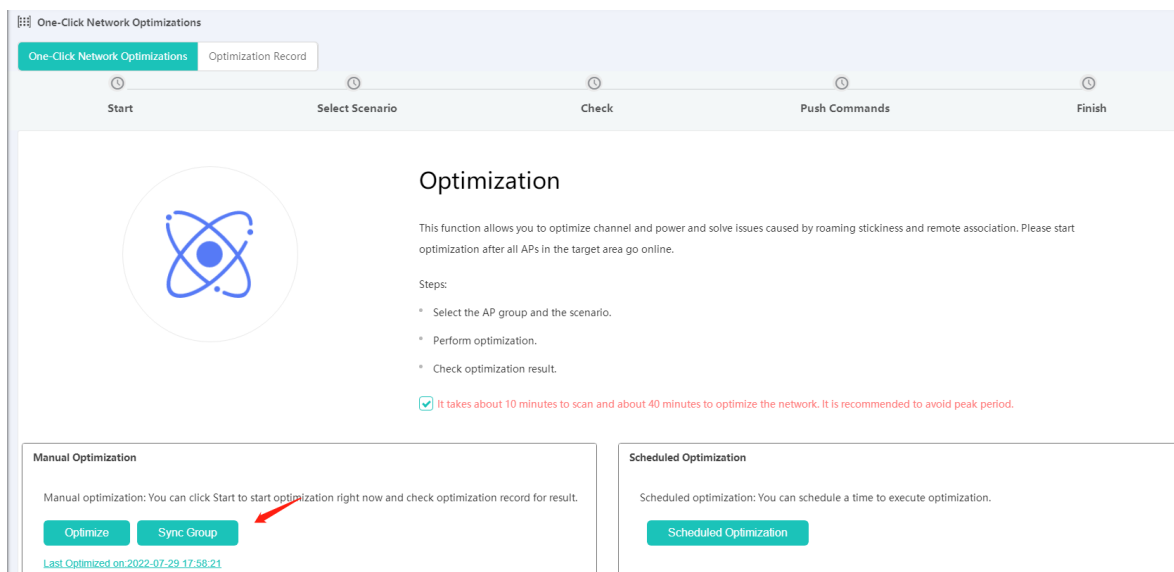 One-Click Network Optimizations
One-Click Network Optimizations Optimization Record
Start Select Scenario Check Push Commands Finish
Optimization
This function allows you to optimize channel and power and solve issues caused by roaming stickiness and remote association. Please start
optimization after all APs in the target area go online.
Steps:
Select the AP group and the scenario.
Perform optimization.
Check optimization result.
It takes about 10 minutes to scan and about 40 minutes to optimize the network. It is recommended to avoid peak period.
Manual Optimization
Manual optimization: You can click Start to start optimization right now and check optimization record for result.
Optimize Sync Group
Last Optimized on:2022-07-29 17:58:21
Scheduled Optimization
Scheduled optimization: You can schedule a time to execute optimization.
Scheduled Optimization